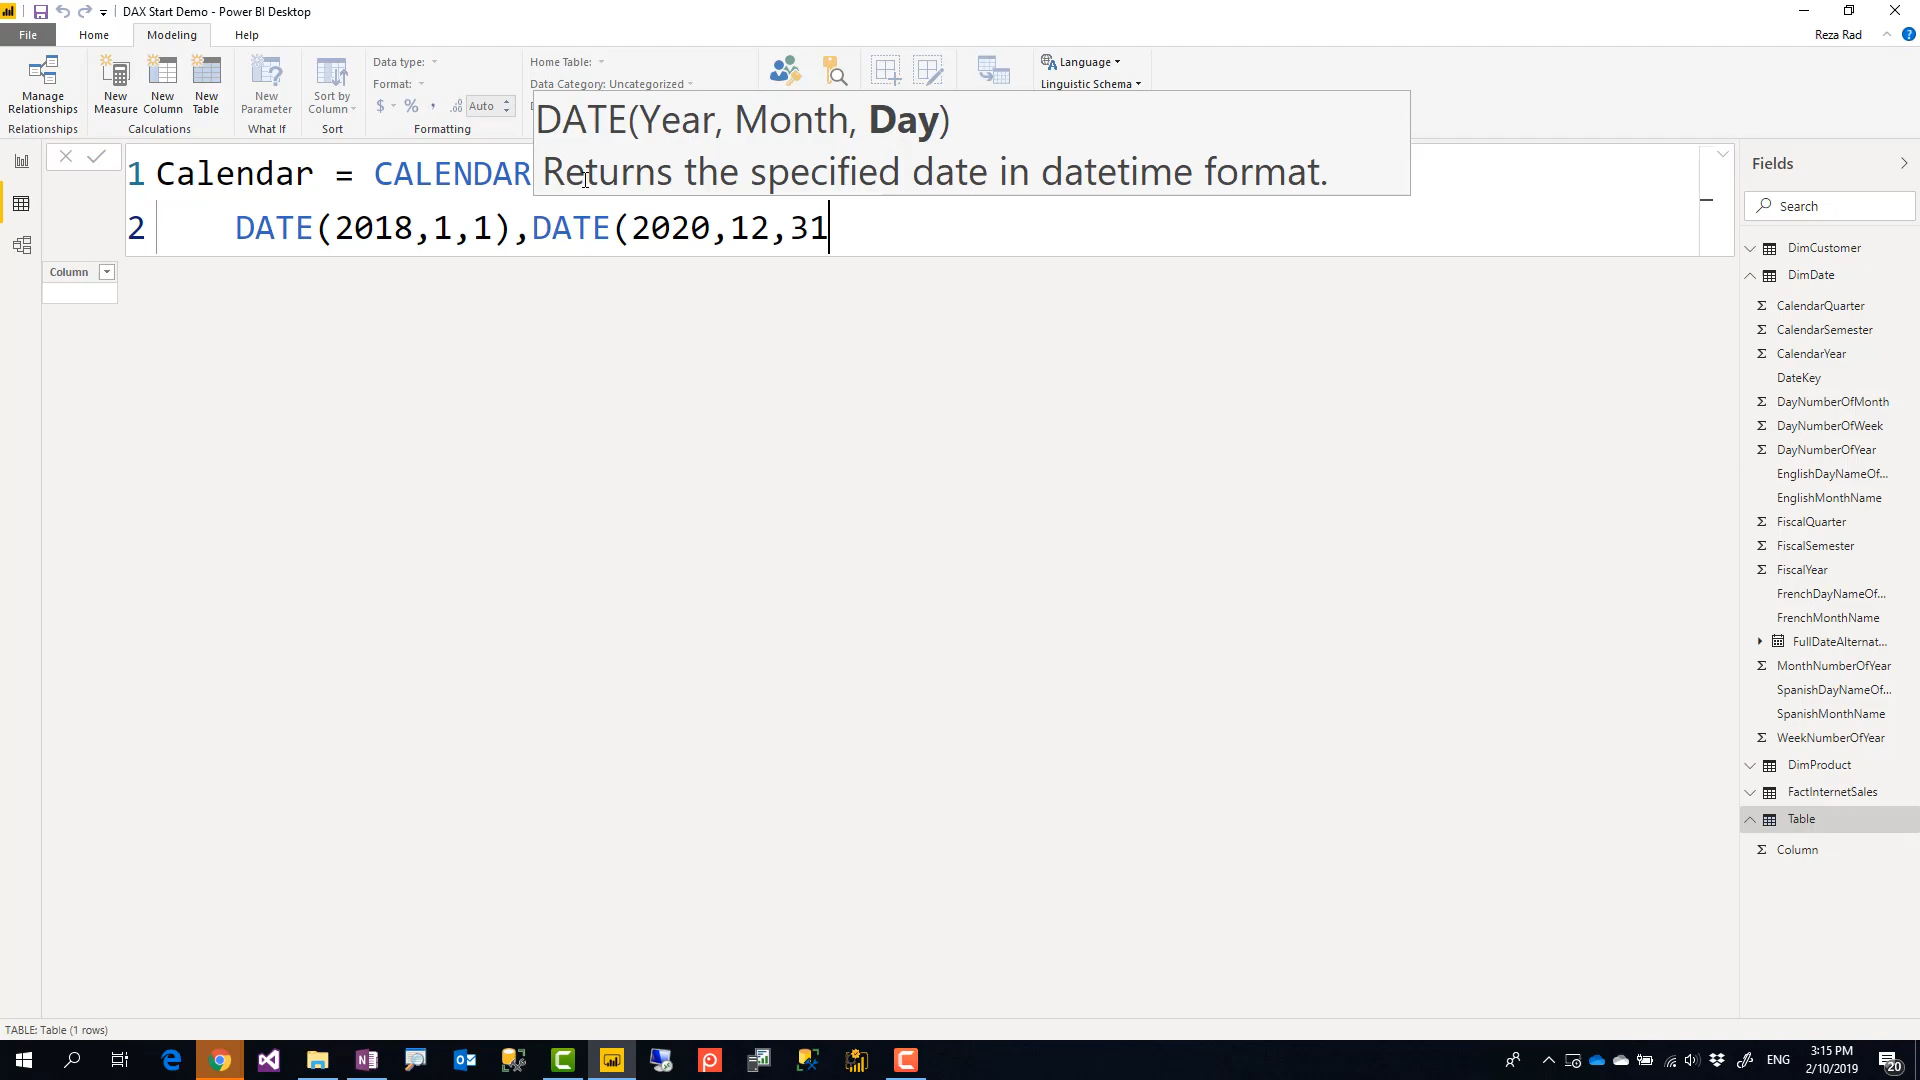 DAX Start Demo - Power BI Desktop
File
Home
Modeling
Help
Reza Rad
Manage
Relationships
New
Measure
New
Column
New
Table
New
Parameter
Sort by
Column
Data type:
Format:
$ % , .00 Auto
Home Table:
Data Category: Uncategorized
Language
Linguistic Schema
Relationships
Calculations
What If
Sort
Formatting
DATE(Year, Month, Day)
Returns the specified date in datetime format.
1 Calendar = CALENDAR
2 DATE(2018,1,1),DATE(2020,12,31
Column
Fields
Search
DimCustomer
DimDate
CalendarQuarter
CalendarSemester
CalendarYear
DateKey
DayNumberOfMonth
DayNumberOfWeek
DayNumberOfYear
EnglishDayNameOf...
EnglishMonthName
FiscalQuarter
FiscalSemester
FiscalYear
FrenchDayNameOf...
FrenchMonthName
FullDateAlternat...
MonthNumberOfYear
SpanishDayNameOf...
SpanishMonthName
WeekNumberOfYear
DimProduct
FactInternetSales
Table
Column
TABLE: Table (1 rows)
ENG
3:15 PM
2/10/2019
20